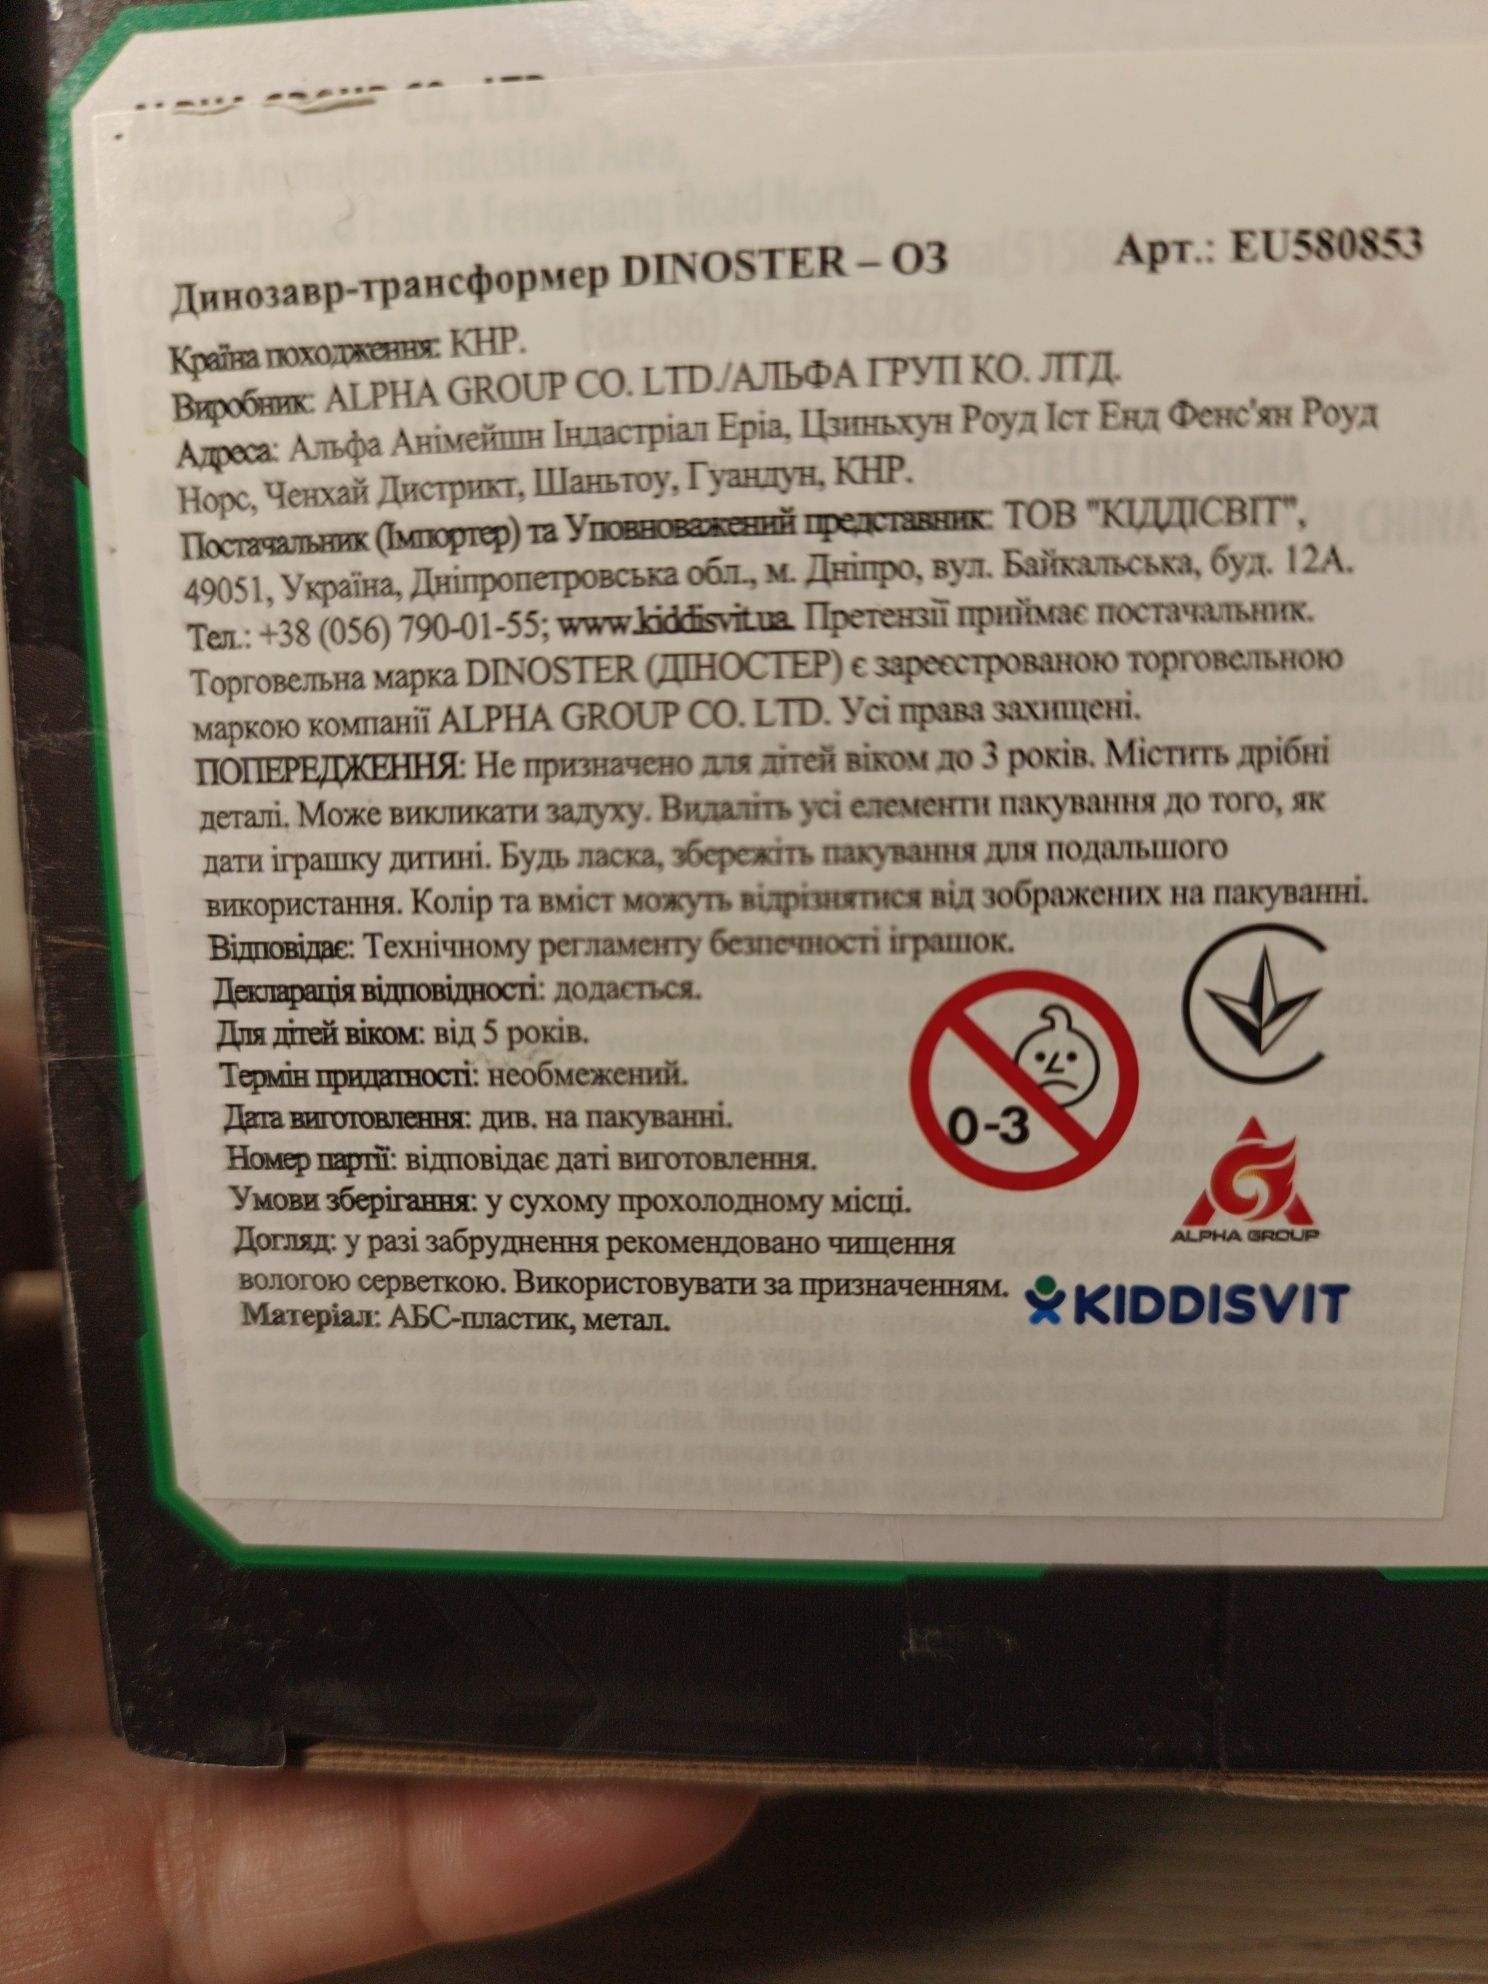 Динозавр-трансформер DINOSTER – ОЗ Арт.: EU580853
Країна походження: КНР.
Виробник: ALPHA GROUP CO. LTD./АЛЬФА ГРУП КО. ЛТД.
Адреса: Альфа Анімейшн Індастріал Еріа, Цзиньхун Роуд Іст Енд Фенс'ян Роуд
Норс, Ченхай Дистрикт, Шаньтоу, Гуандун, КНР.
Постачальник (Імпортер) та Уповноважений представник: ТОВ "КІДДІСВІТ",
49051, Україна, Дніпропетровська обл., м. Дніпро, вул. Байкальська, буд. 12А.
Тел.: +38 (056) 790-01-55; www.kiddisvit.ua. Претензії приймає постачальник.
Торговельна марка DINOSTER (ДІНОСТЕР) є зареєстрованою торговельною
маркою компанії ALPHA GROUP CO. LTD. Усі права захищені.
ПОПЕРЕДЖЕННЯ: Не призначено для дітей віком до 3 років. Містить дрібні
деталі. Може викликати задуху. Видаліть усі елементи пакування до того, як
дати іграшку дитині. Будь ласка, збережіть пакування для подальшого
використання. Колір та вміст можуть відрізнятися від зображених на пакуванні.
Відповідає: Технічному регламенту безпечності іграшок.
Декларація відповідності: додається.
Для дітей віком: від 5 років.
Термін придатності: необмежений.
Дата виготовлення: див. на пакуванні.
Номер партії: відповідає даті виготовлення.
Умови зберігання: у сухому прохолодному місці.
Догляд: у разі забруднення рекомендовано чищення
вологою серветкою. Використовувати за призначенням.
Матеріал: АБС-пластик, метал.
0-3
ALPHA GROUP
KIDDISVIT